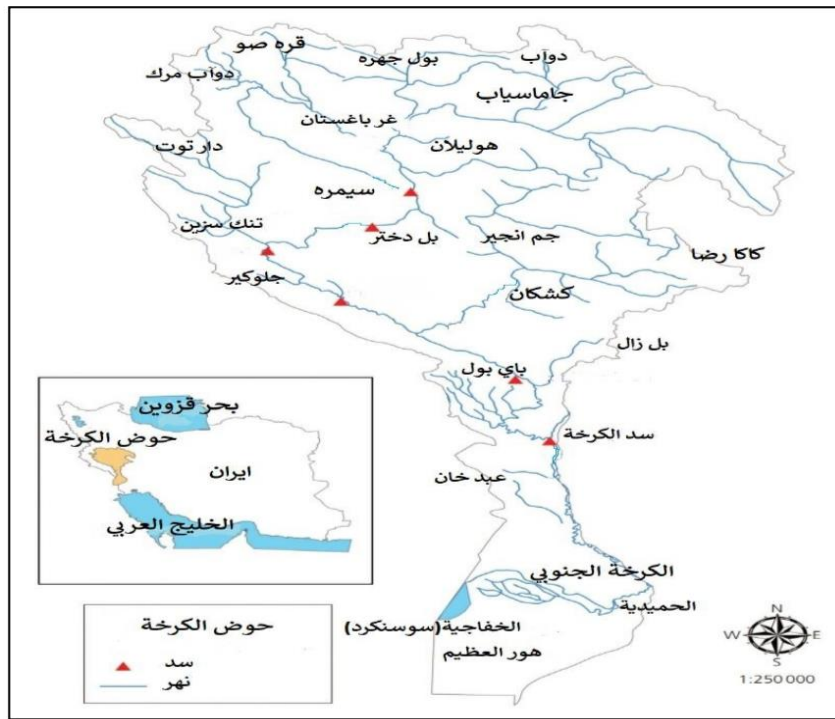 قره صو
بول جهره
دوآب
دوآب مرك
جاماسياب
غر باغستان
هوليلان
دار توت
سيمره
تنك سزين
بل دختر
جم انجير
كاكا رضا
جلوكير
كشكان
بل زال
باي بول
سد الكرخة
عبد خان
الكرخة الجنوبي
الحميدية
الخفاجية(سوسنكرد)
هور العظيم
بحر قزوين
حوض الكرخة
ايران
الخليج العربي
حوض الكرخة
سد
نهر
N
W E
S
1:250 000